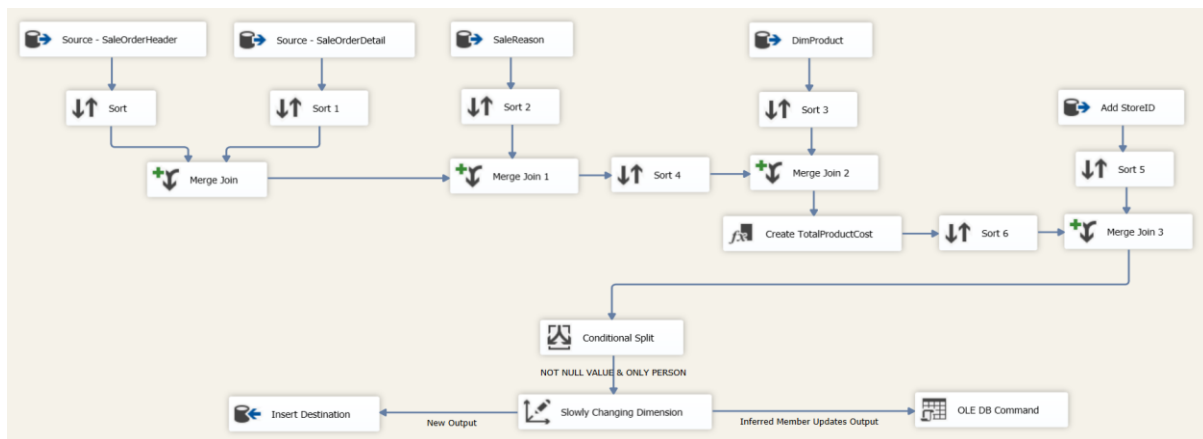 Source - SaleOrderHeader
Source - SaleOrderDetail
SaleReason
DimProduct
Sort
Sort 1
Sort 2
Sort 3
Add StoreID
Merge Join
Merge Join 1
Sort 4
Merge Join 2
Sort 5
Create TotalProductCost
Sort 6
Merge Join 3
Conditional Split
NOT NULL VALUE & ONLY PERSON
Insert Destination
New Output
Slowly Changing Dimension
Inferred Member Updates Output
OLE DB Command